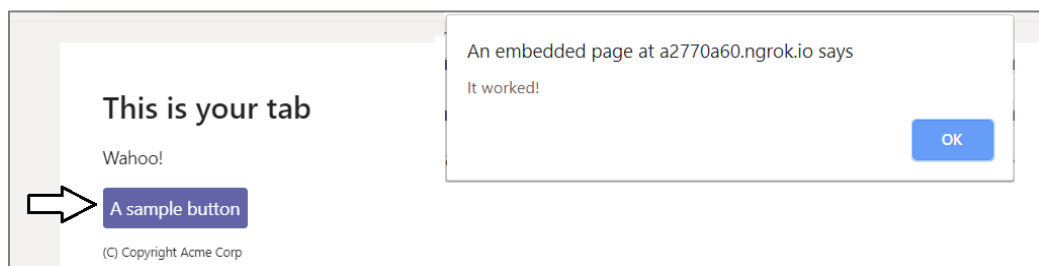 An embedded page at a2770a60.ngrok.io says
It worked!
OK
This is your tab
Wahoo!
A sample button
(C) Copyright Acme Corp